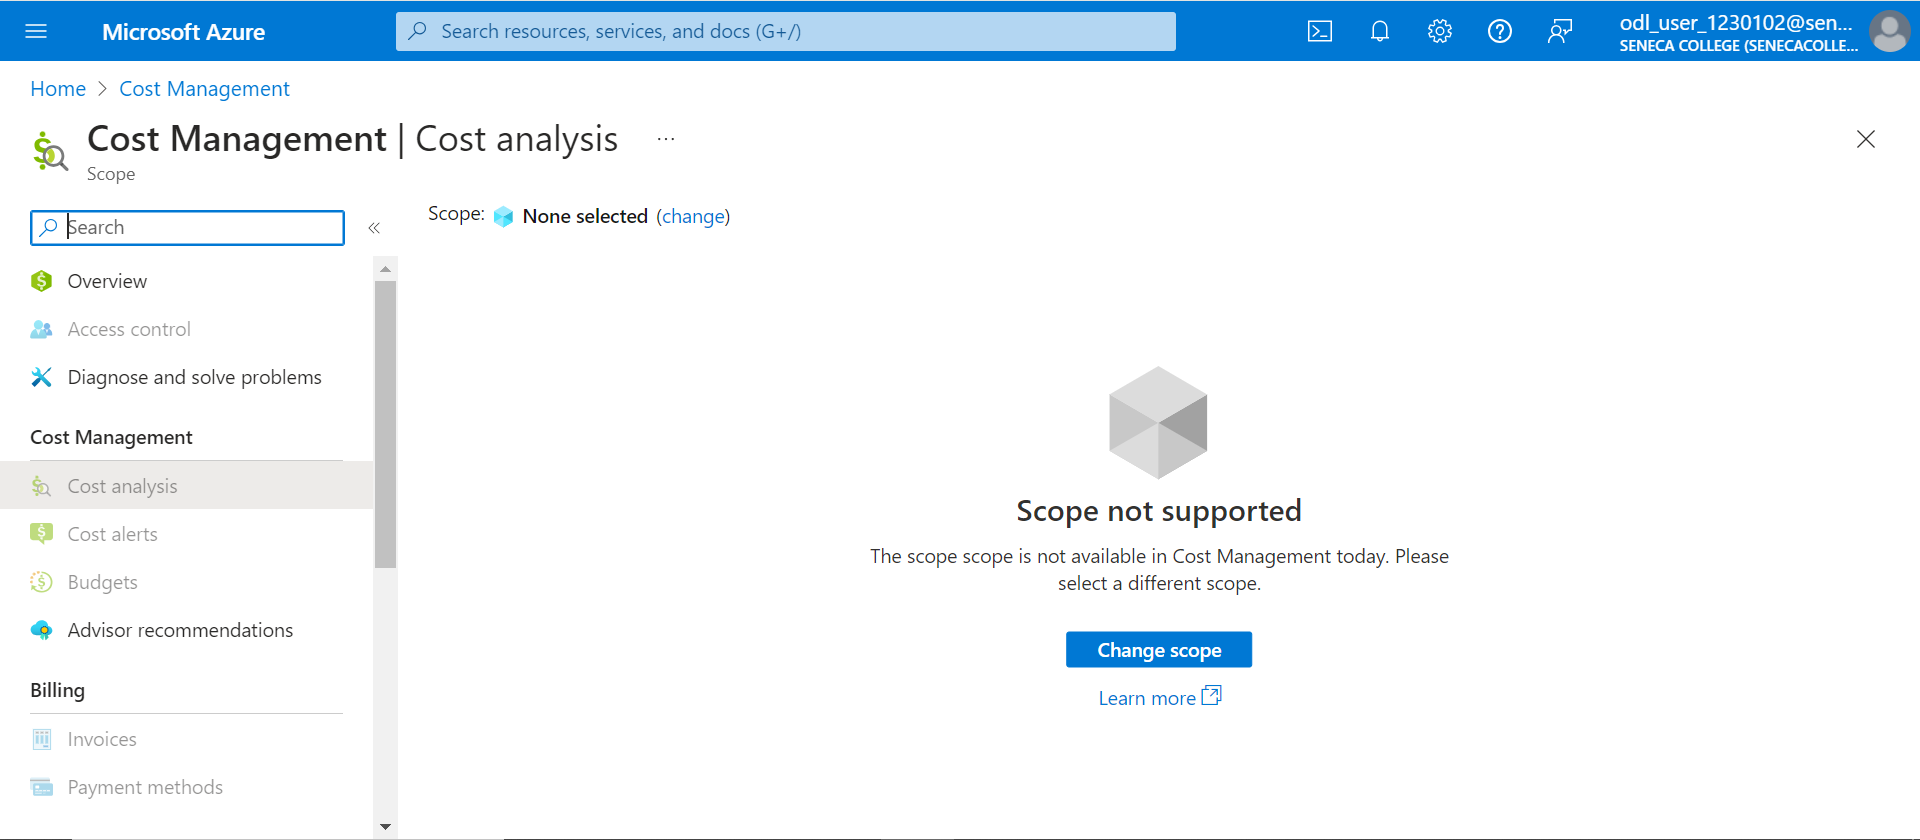 Microsoft Azure
Search resources, services, and docs (G+/)
odl_user_1230102@sen...
SENECA COLLEGE (SENECACOLLE...
Home > Cost Management
Cost Management | Cost analysis ...
Scope
Search
«
Scope: None selected (change)
Overview
Access control
Diagnose and solve problems
Cost Management
Cost analysis
Cost alerts
Budgets
Advisor recommendations
Billing
Invoices
Payment methods
Scope not supported
The scope scope is not available in Cost Management today. Please
select a different scope.
Change scope
Learn more